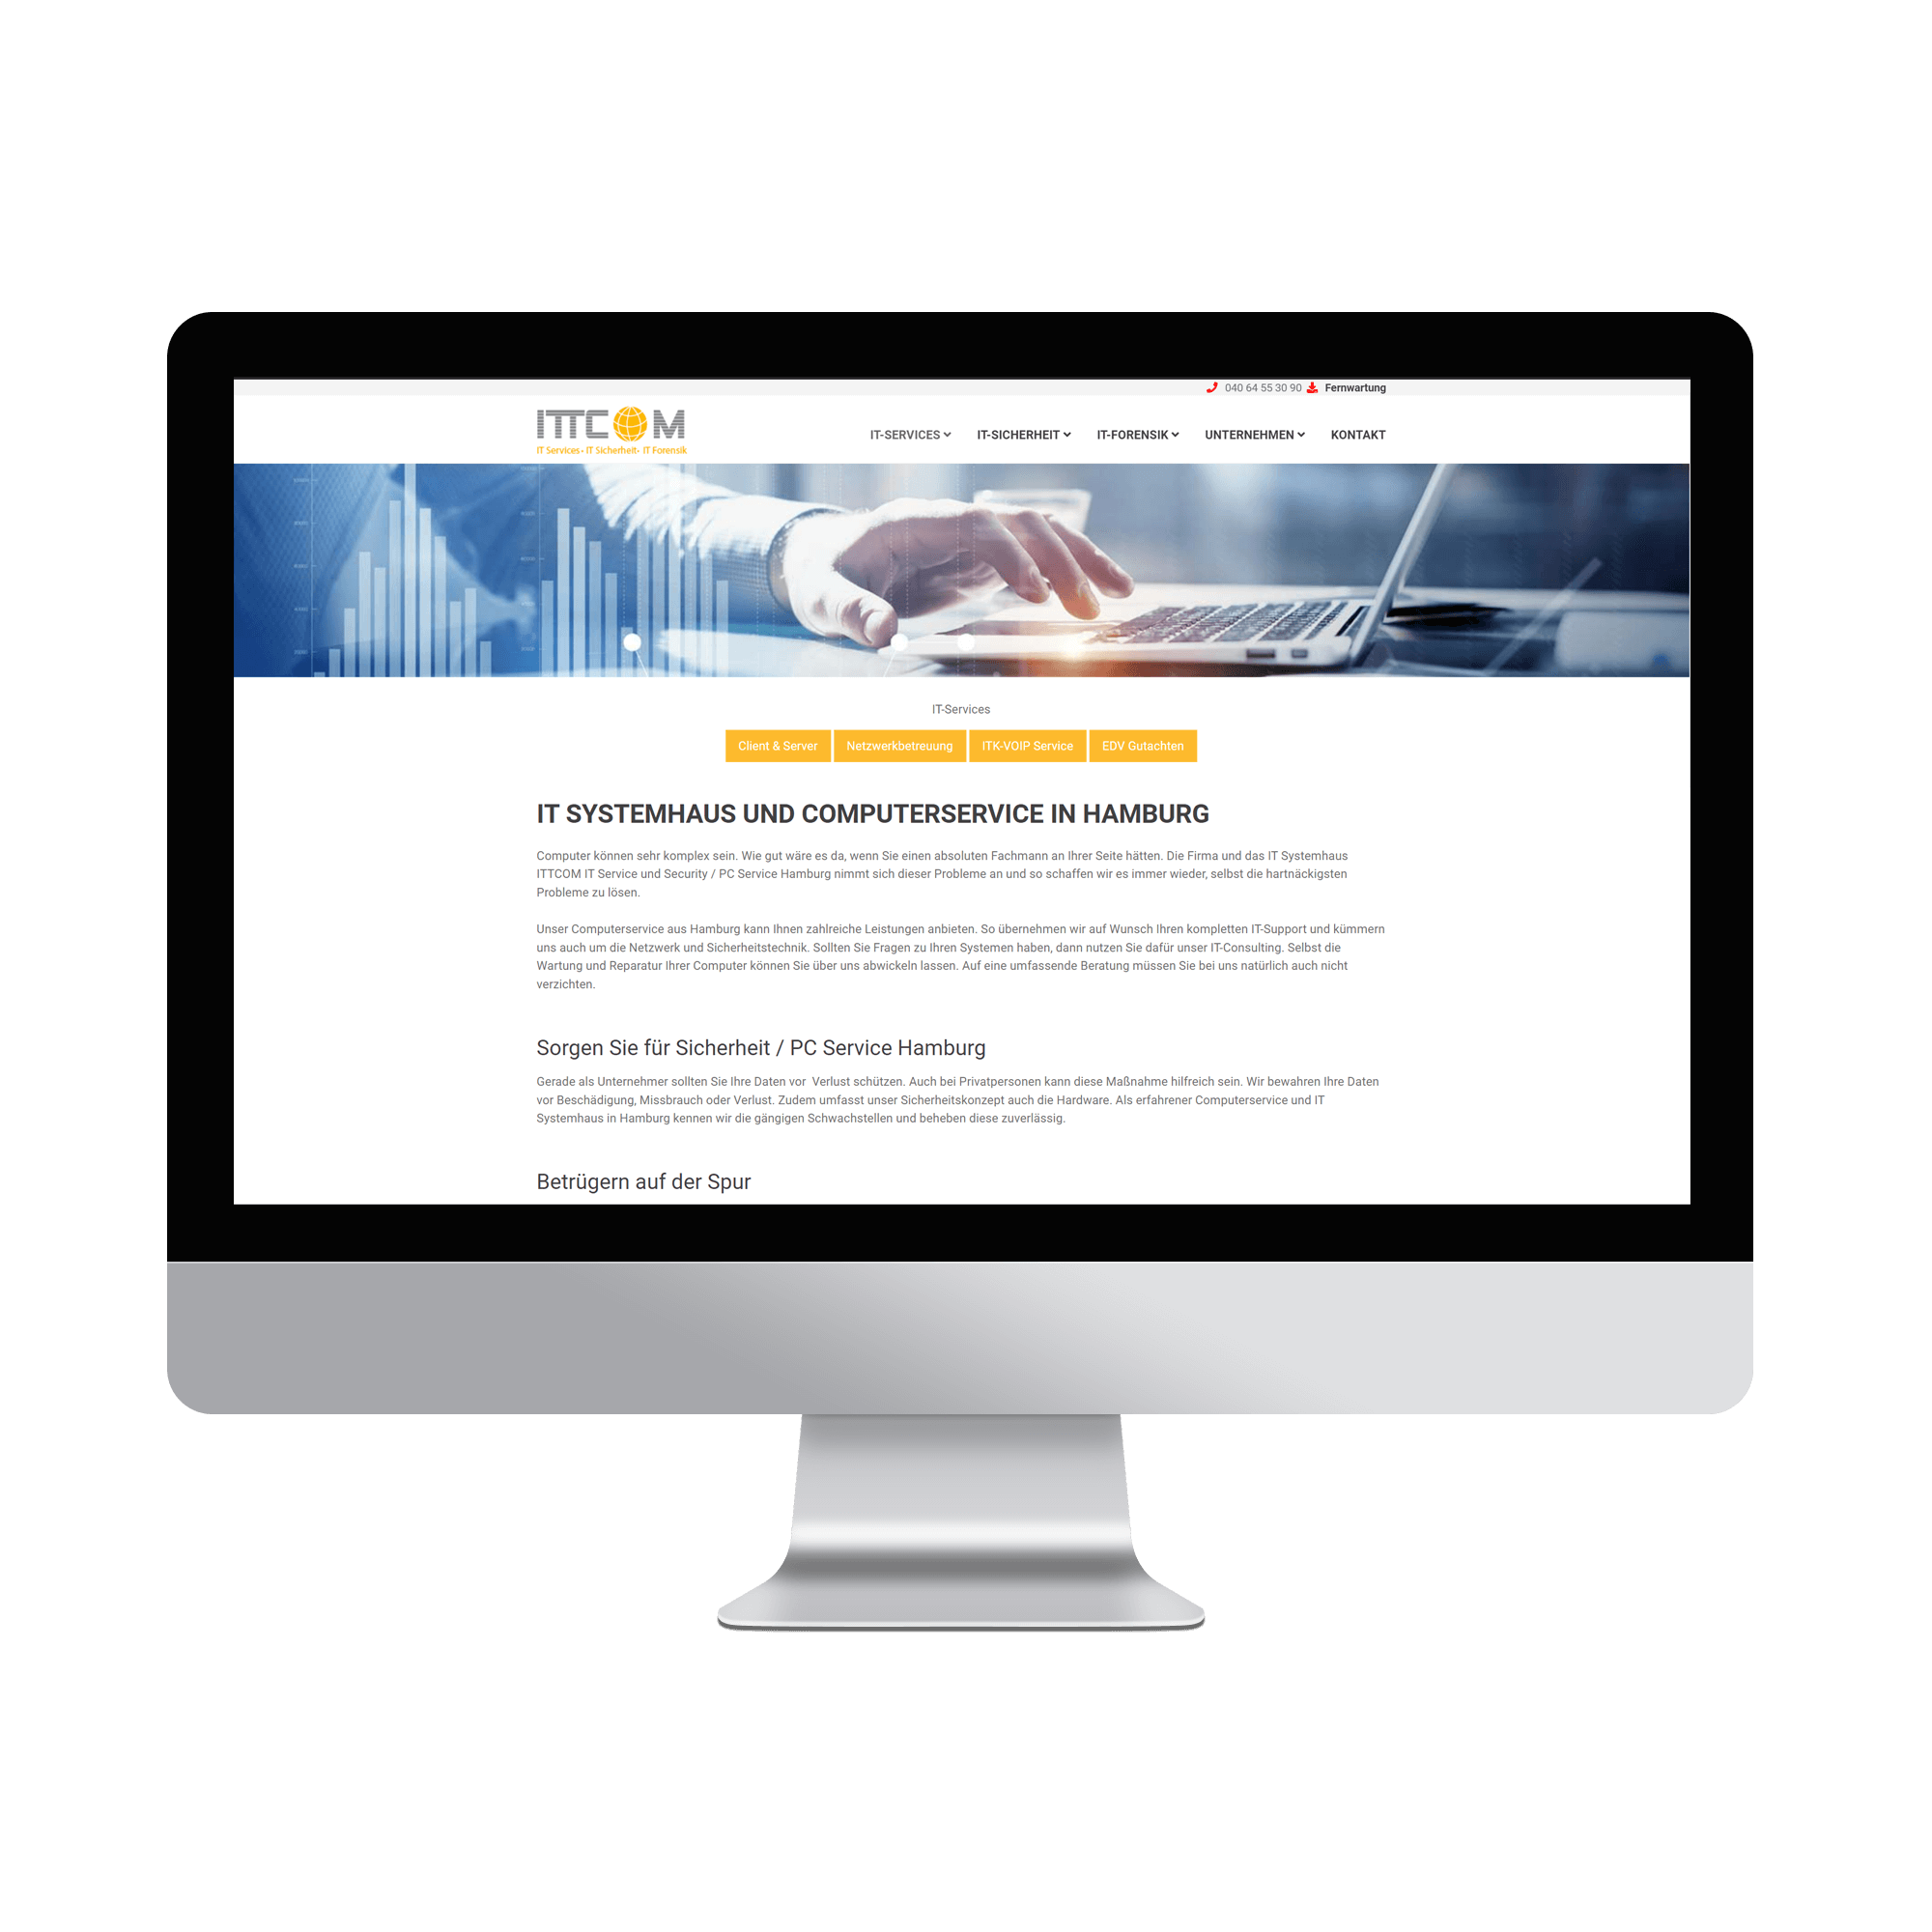 040 64 55 30 90 Fernwartung
ITTCOM
IT Services • IT Sicherheit • IT Forensik
IT-SERVICES IT-SICHERHEIT IT-FORENSIK UNTERNEHMEN KONTAKT
IT-Services
Client & Server Netzwerkbetreuung ITK-VOIP Service EDV Gutachten
IT SYSTEMHAUS UND COMPUTERSERVICE IN HAMBURG
Computer können sehr komplex sein. Wie gut wäre es da, wenn Sie einen absoluten Fachmann an Ihrer Seite hätten. Die Firma und das IT Systemhaus
ITTCOM IT Service und Security / PC Service Hamburg nimmt sich dieser Probleme an und so schaffen wir es immer wieder, selbst die hartnäckigsten
Probleme zu lösen.
Unser Computerservice aus Hamburg kann Ihnen zahlreiche Leistungen anbieten. So übernehmen wir auf Wunsch Ihren kompletten IT-Support und kümmern
uns auch um die Netzwerk und Sicherheitstechnik. Sollten Sie Fragen zu Ihren Systemen haben, dann nutzen Sie dafür unser IT-Consulting. Selbst die
Wartung und Reparatur Ihrer Computer können Sie über uns abwickeln lassen. Auf eine umfassende Beratung müssen Sie bei uns natürlich auch nicht
verzichten.
Sorgen Sie für Sicherheit / PC Service Hamburg
Gerade als Unternehmer sollten Sie Ihre Daten vor Verlust schützen. Auch bei Privatpersonen kann diese Maßnahme hilfreich sein. Wir bewahren Ihre Daten
vor Beschädigung, Missbrauch oder Verlust. Zudem umfasst unser Sicherheitskonzept auch die Hardware. Als erfahrener Computerservice und IT
Systemhaus in Hamburg kennen wir die gängigen Schwachstellen und beheben diese zuverlässig.
Betrügern auf der Spur